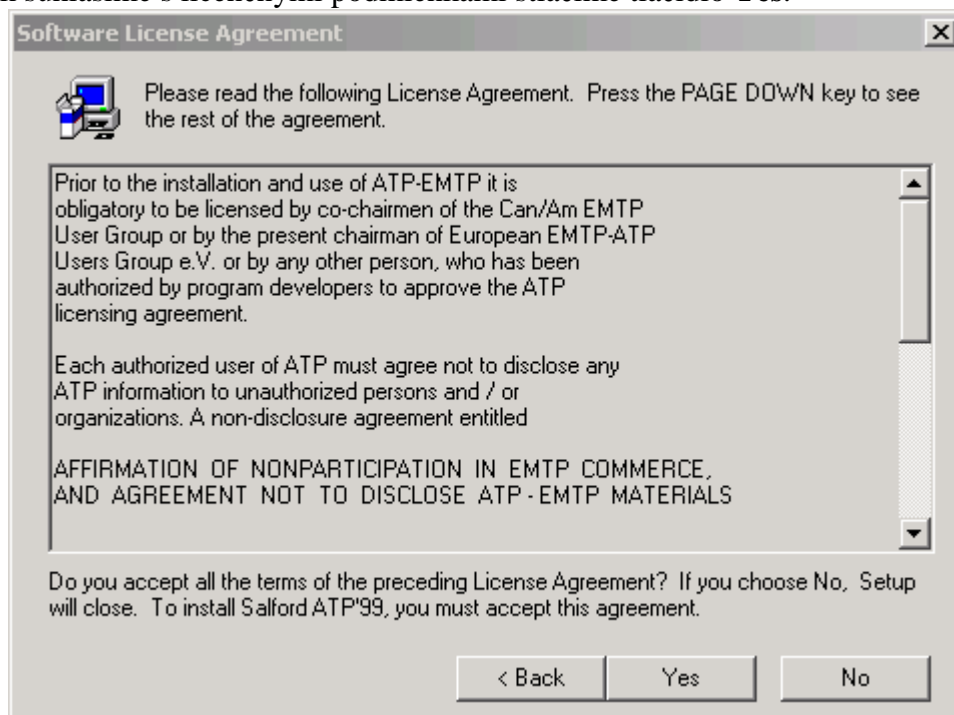 súhlasíme s licenčnými podmienkami stlačíme tlačidlo Yes.
Software License Agreement
Please read the following License Agreement. Press the PAGE DOWN key to see
the rest of the agreement.
Prior to the installation and use of ATP-EMTP it is
obligatory to be licensed by co-chairmen of the Can/Am EMTP
User Group or by the present chairman of European EMTP-ATP
Users Group e.V. or by any other person, who has been
authorized by program developers to approve the ATP
licensing agreement.
Each authorized user of ATP must agree not to disclose any
ATP information to unauthorized persons and / or
organizations. A non-disclosure agreement entitled
AFFIRMATION OF NONPARTICIPATION IN EMTP COMMERCE,
AND AGREEMENT NOT TO DISCLOSE ATP - EMTP MATERIALS
Do you accept all the terms of the preceding License Agreement? If you choose No, Setup
will close. To install Salford ATP'99, you must accept this agreement.
< Back Yes No